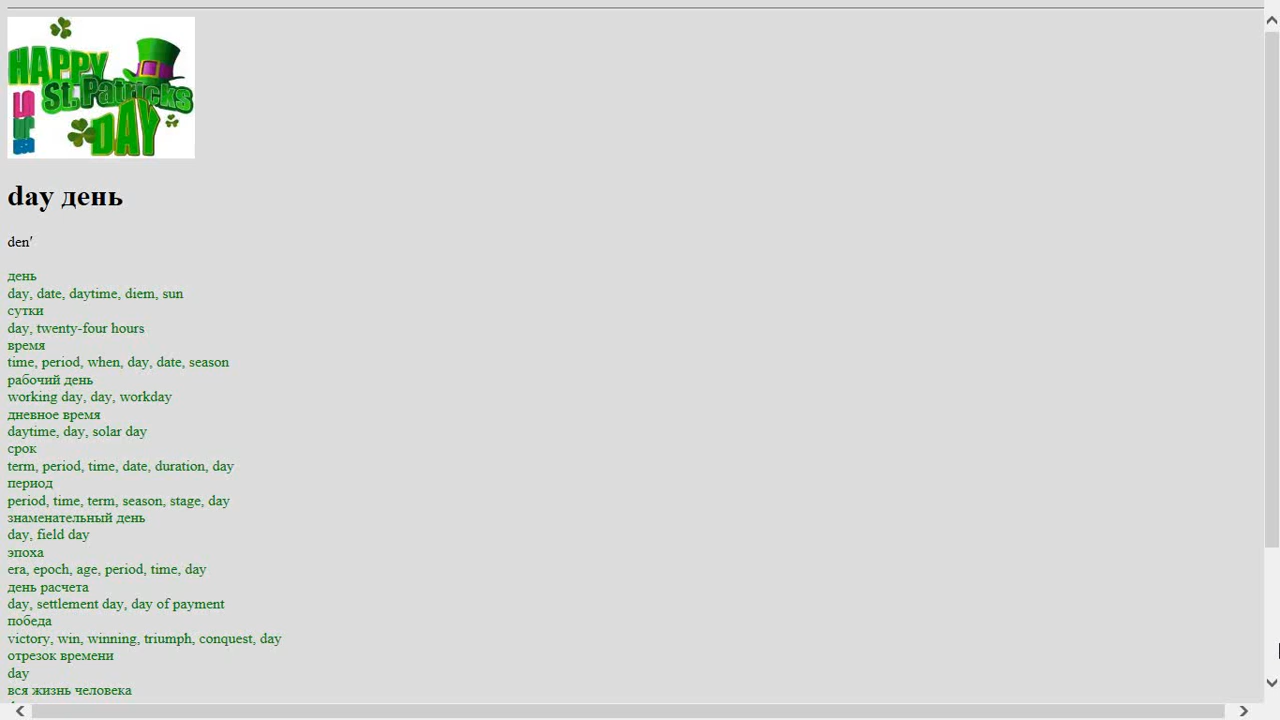 HAPPY
St. Patricks
DAY
day день
den′
день
day, date, daytime, diem, sun
сутки
day, twenty-four hours
время
time, period, when, day, date, season
рабочий день
working day, day, workday
дневное время
daytime, day, solar day
срок
term, period, time, date, duration, day
период
period, time, term, season, stage, day
знаменательный день
day, field day
эпоха
era, epoch, age, period, time, day
день расчета
day, settlement day, day of payment
победа
victory, win, winning, triumph, conquest, day
отрезок времени
day
вся жизнь человека